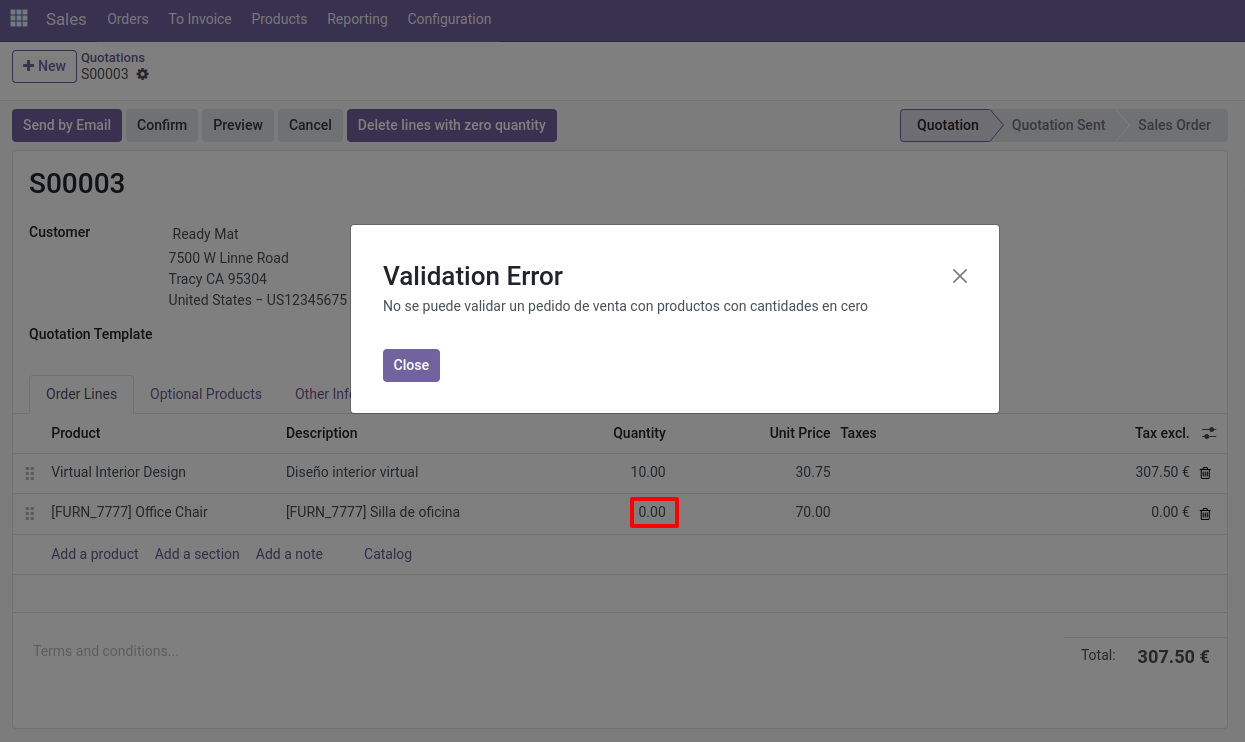 Sales Orders To Invoice Products Reporting Configuration
New Quotations
S00003
Send by Email Confirm Preview Cancel Delete lines with zero quantity Quotation Quotation Sent Sales Order
S00003
Customer Ready Mat
7500 W Linne Road
Tracy CA 95304
United States – US12345675
Quotation Template
Validation Error
No se puede validar un pedido de venta con productos con cantidades en cero
Close
Order Lines Optional Products Other Inf
Product Description Quantity Unit Price Taxes Tax excl.
Virtual Interior Design Diseño interior virtual 10.00 30.75 307.50 €
[FURN_7777] Office Chair [FURN_7777] Silla de oficina 0.00 70.00 0.00 €
Add a product Add a section Add a note Catalog
Terms and conditions...
Total: 307.50 €